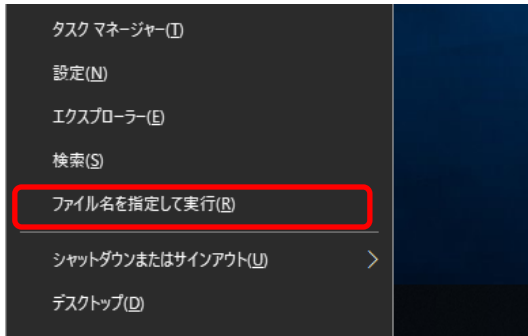 タスク マネージャー(T)
設定(N)
エクスプローラー(E)
検索(S)
ファイル名を指定して実行(R)
シャットダウンまたはサインアウト(U)
デスクトップ(D)